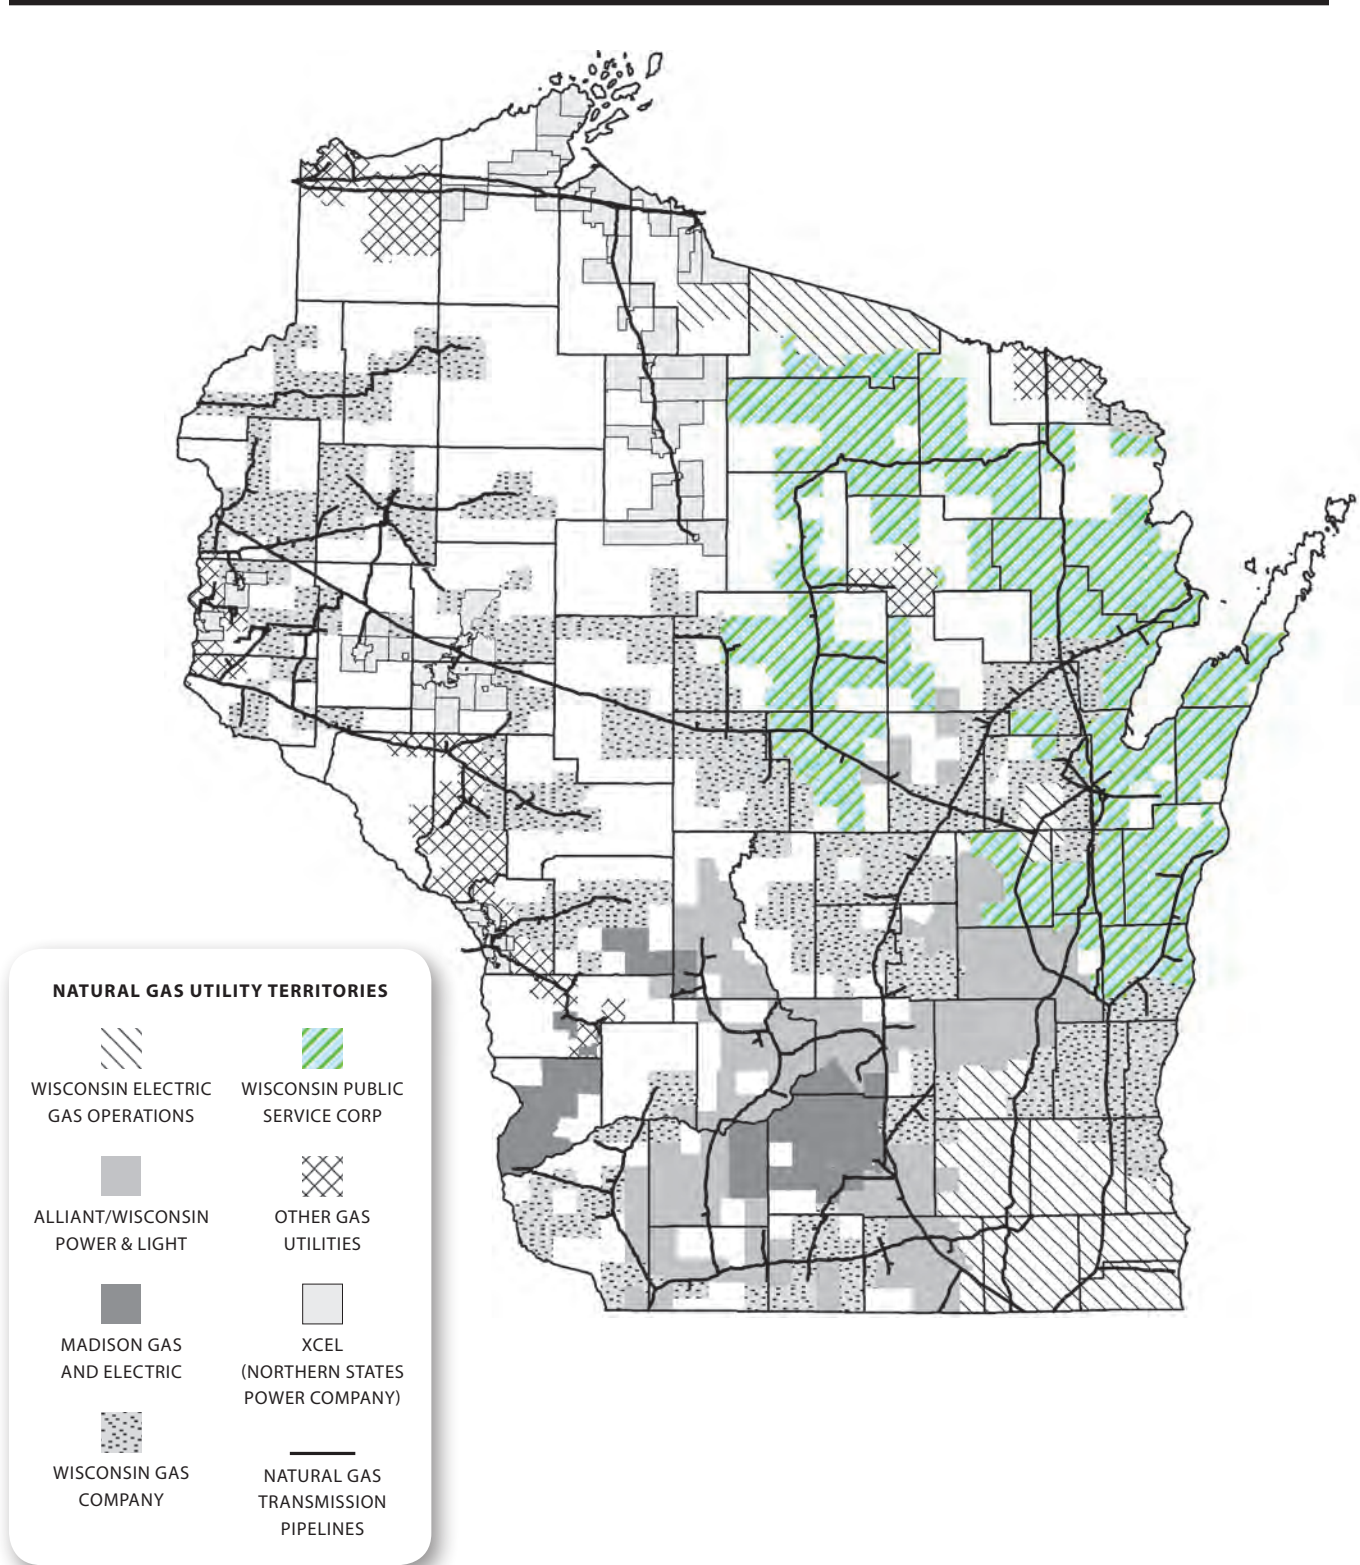 NATURAL GAS UTILITY TERRITORIES
WISCONSIN ELECTRIC
GAS OPERATIONS
WISCONSIN PUBLIC
SERVICE CORP
ALLIANT/WISCONSIN
POWER & LIGHT
OTHER GAS
UTILITIES
MADISON GAS
AND ELECTRIC
XCEL
(NORTHERN STATES
POWER COMPANY)
WISCONSIN GAS
COMPANY
NATURAL GAS
TRANSMISSION
PIPELINES